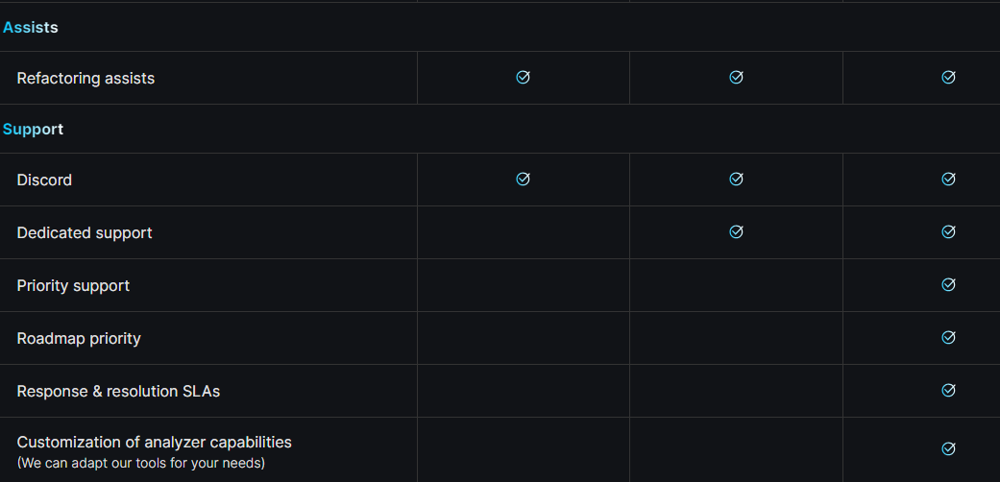 Assists
Refactoring assists
Support
Discord
Dedicated support
Priority support
Roadmap priority
Response & resolution SLAs
Customization of analyzer capabilities
(We can adapt our tools for your needs)